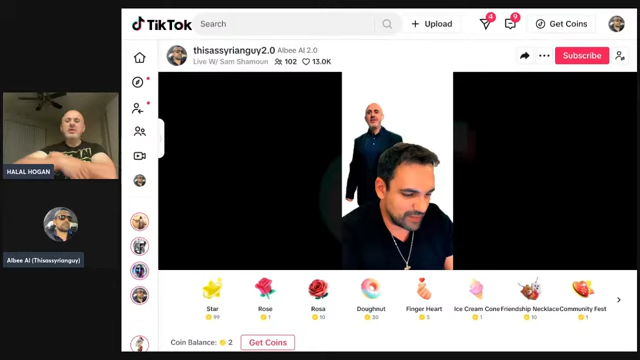 TikTok
Search
+ Upload
4
9
Get Coins
thisassyrianguy2.0 Albee AI 2.0
Live W/ Sam Shamoun 102 13.0K
Subscribe
HALAL HOGAN
Albee AI (Thisassyrianguy)
Star
99
Rose
1
Rosa
10
Doughnut
30
Finger Heart
5
Ice Cream Cone
1
Friendship Necklace
10
Community Fest
1
Coin Balance: 2 Get Coins